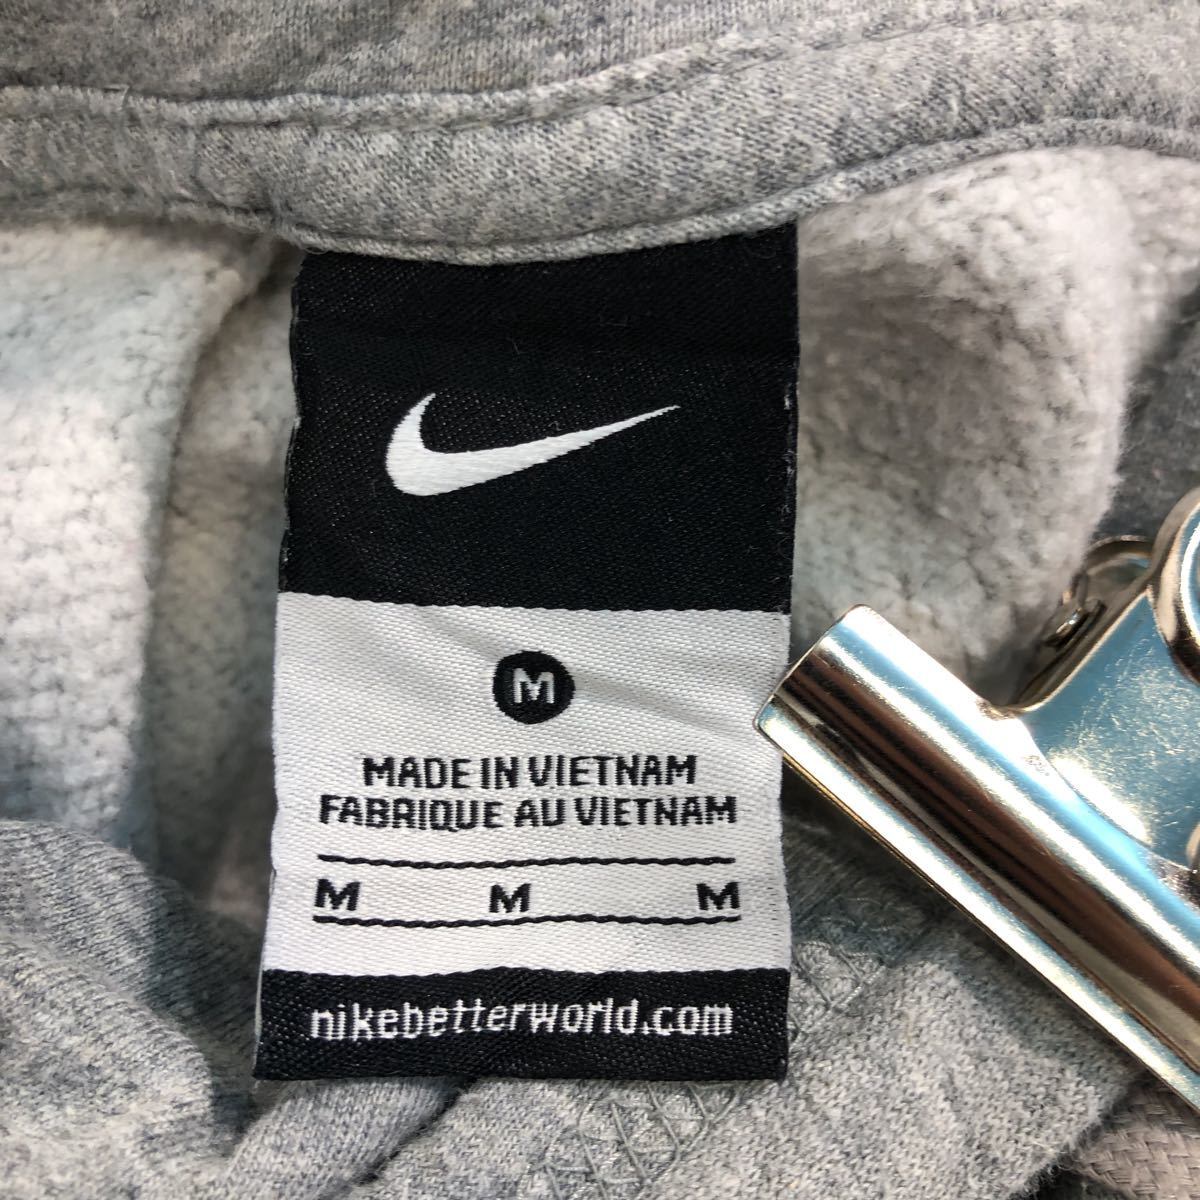 M
MADE IN VIETNAM
FABRIQUE AU VIETNAM
M M M
nikebetterworld.com